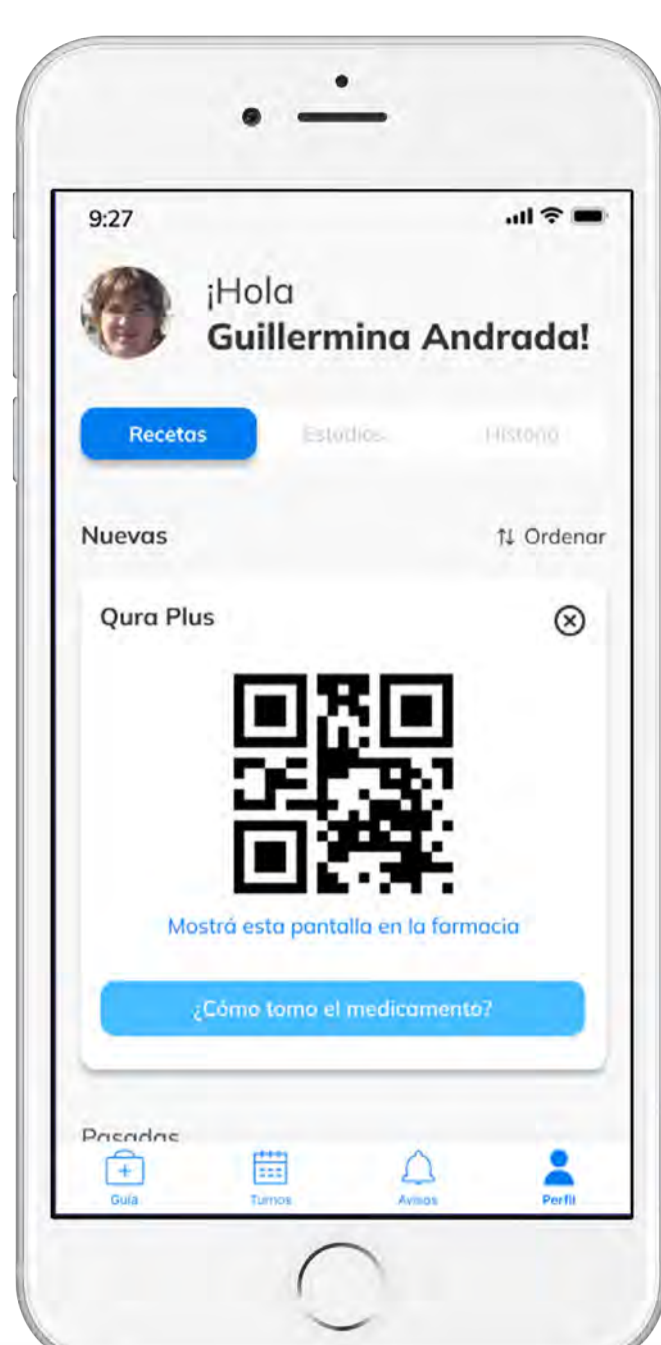 9:27
¡Hola
Guillermina Andrada!
Recetas
Estudios
Historia
Nuevas
Ordenar
Qura Plus
Mostrá esta pantalla en la farmacia
¿Cómo tomo el medicamento?
Pasadas
Guía
Turnos
Avisos
Perfil